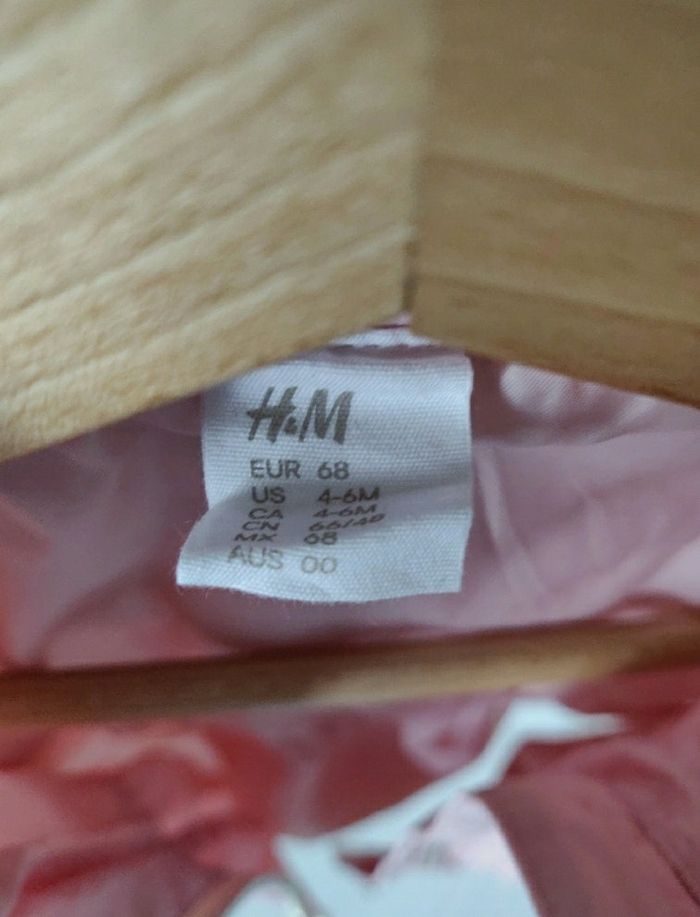 H&M
EUR 68
US 4-6M
CA 4-6M
CN 66/48
MX 68
AUS 00